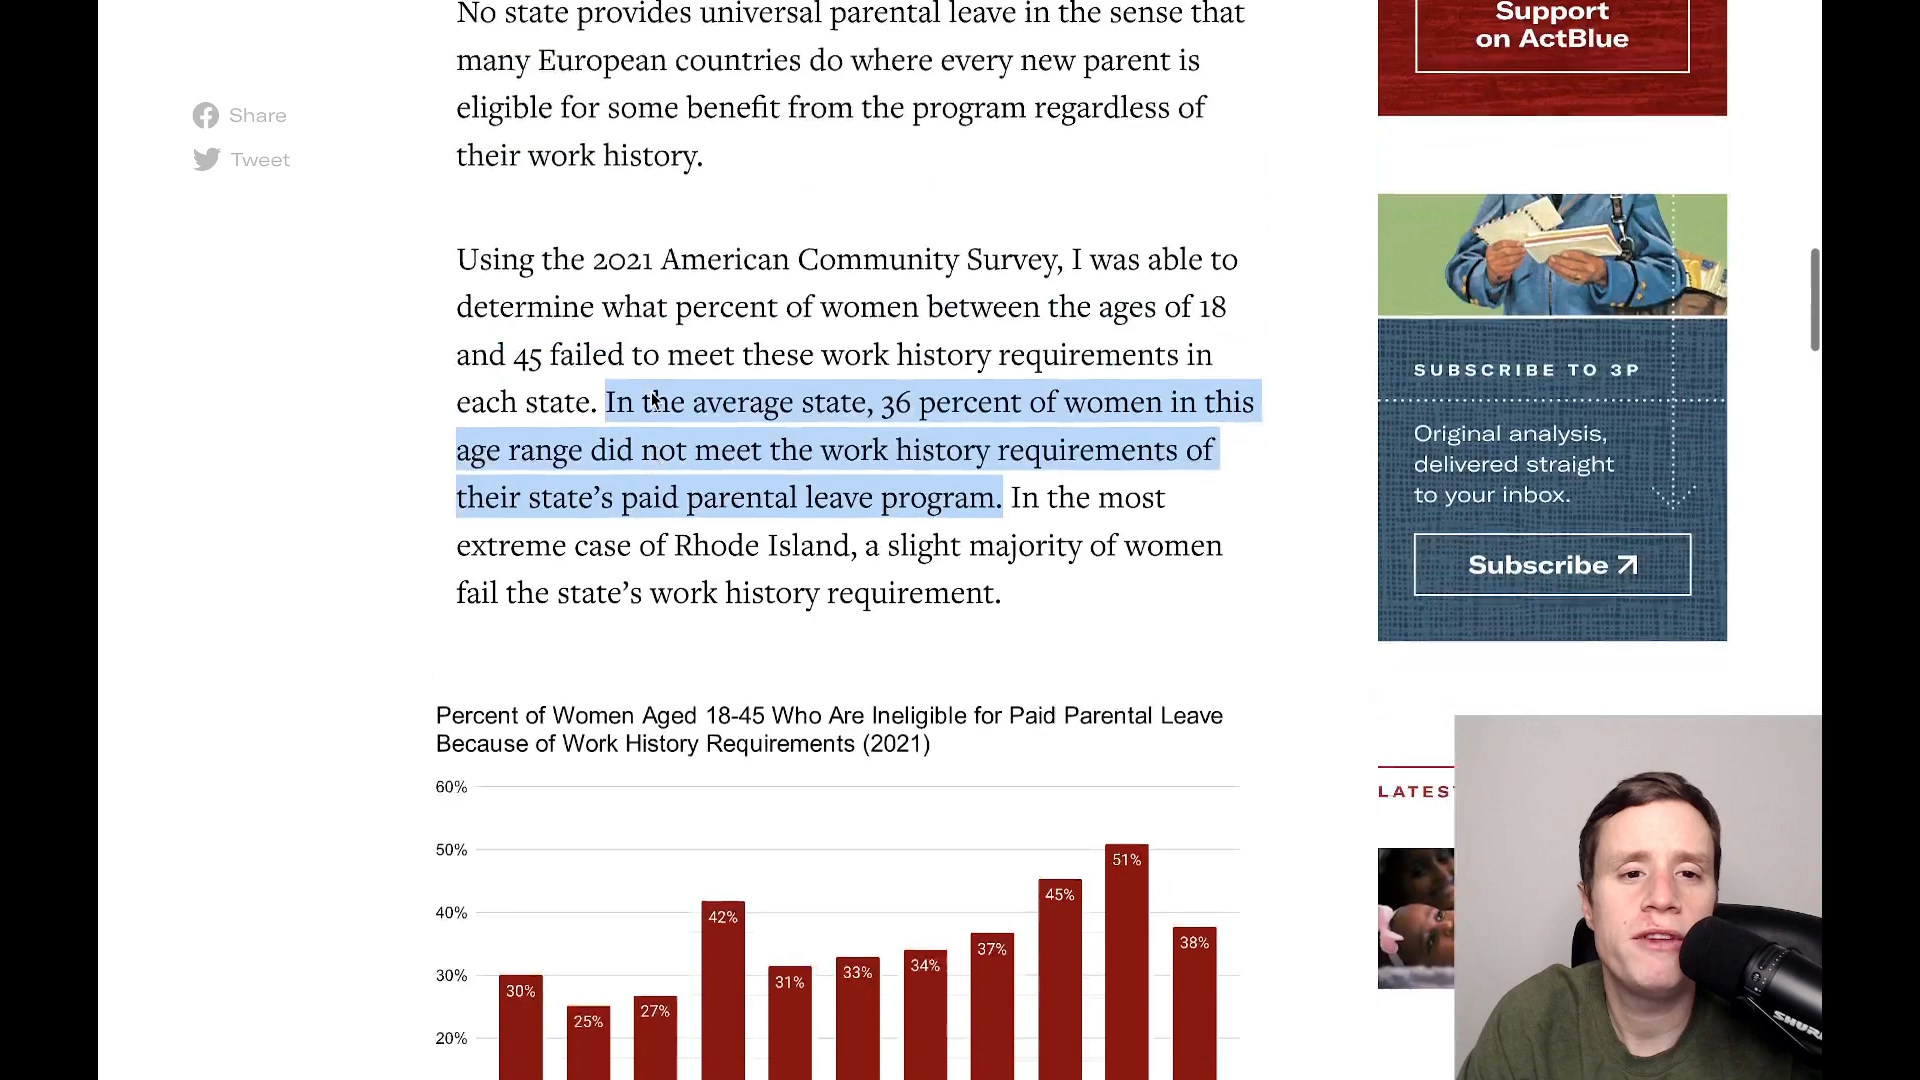 No state provides universal parental leave in the sense that
many European countries do where every new parent is
eligible for some benefit from the program regardless of
their work history.
Share
Tweet
Using the 2021 American Community Survey, I was able to
determine what percent of women between the ages of 18
and 45 failed to meet these work history requirements in
each state. In the average state, 36 percent of women in this
age range did not meet the work history requirements of
their state’s paid parental leave program. In the most
extreme case of Rhode Island, a slight majority of women
fail the state’s work history requirement.
Percent of Women Aged 18-45 Who Are Ineligible for Paid Parental Leave
Because of Work History Requirements (2021)
60%
50%
40%
30%
20%
30%
25%
27%
42%
31%
33%
34%
37%
45%
51%
38%
Support
on ActBlue
SUBSCRIBE TO 3P
Original analysis,
delivered straight
to your inbox.
Subscribe
LATES
SHURE